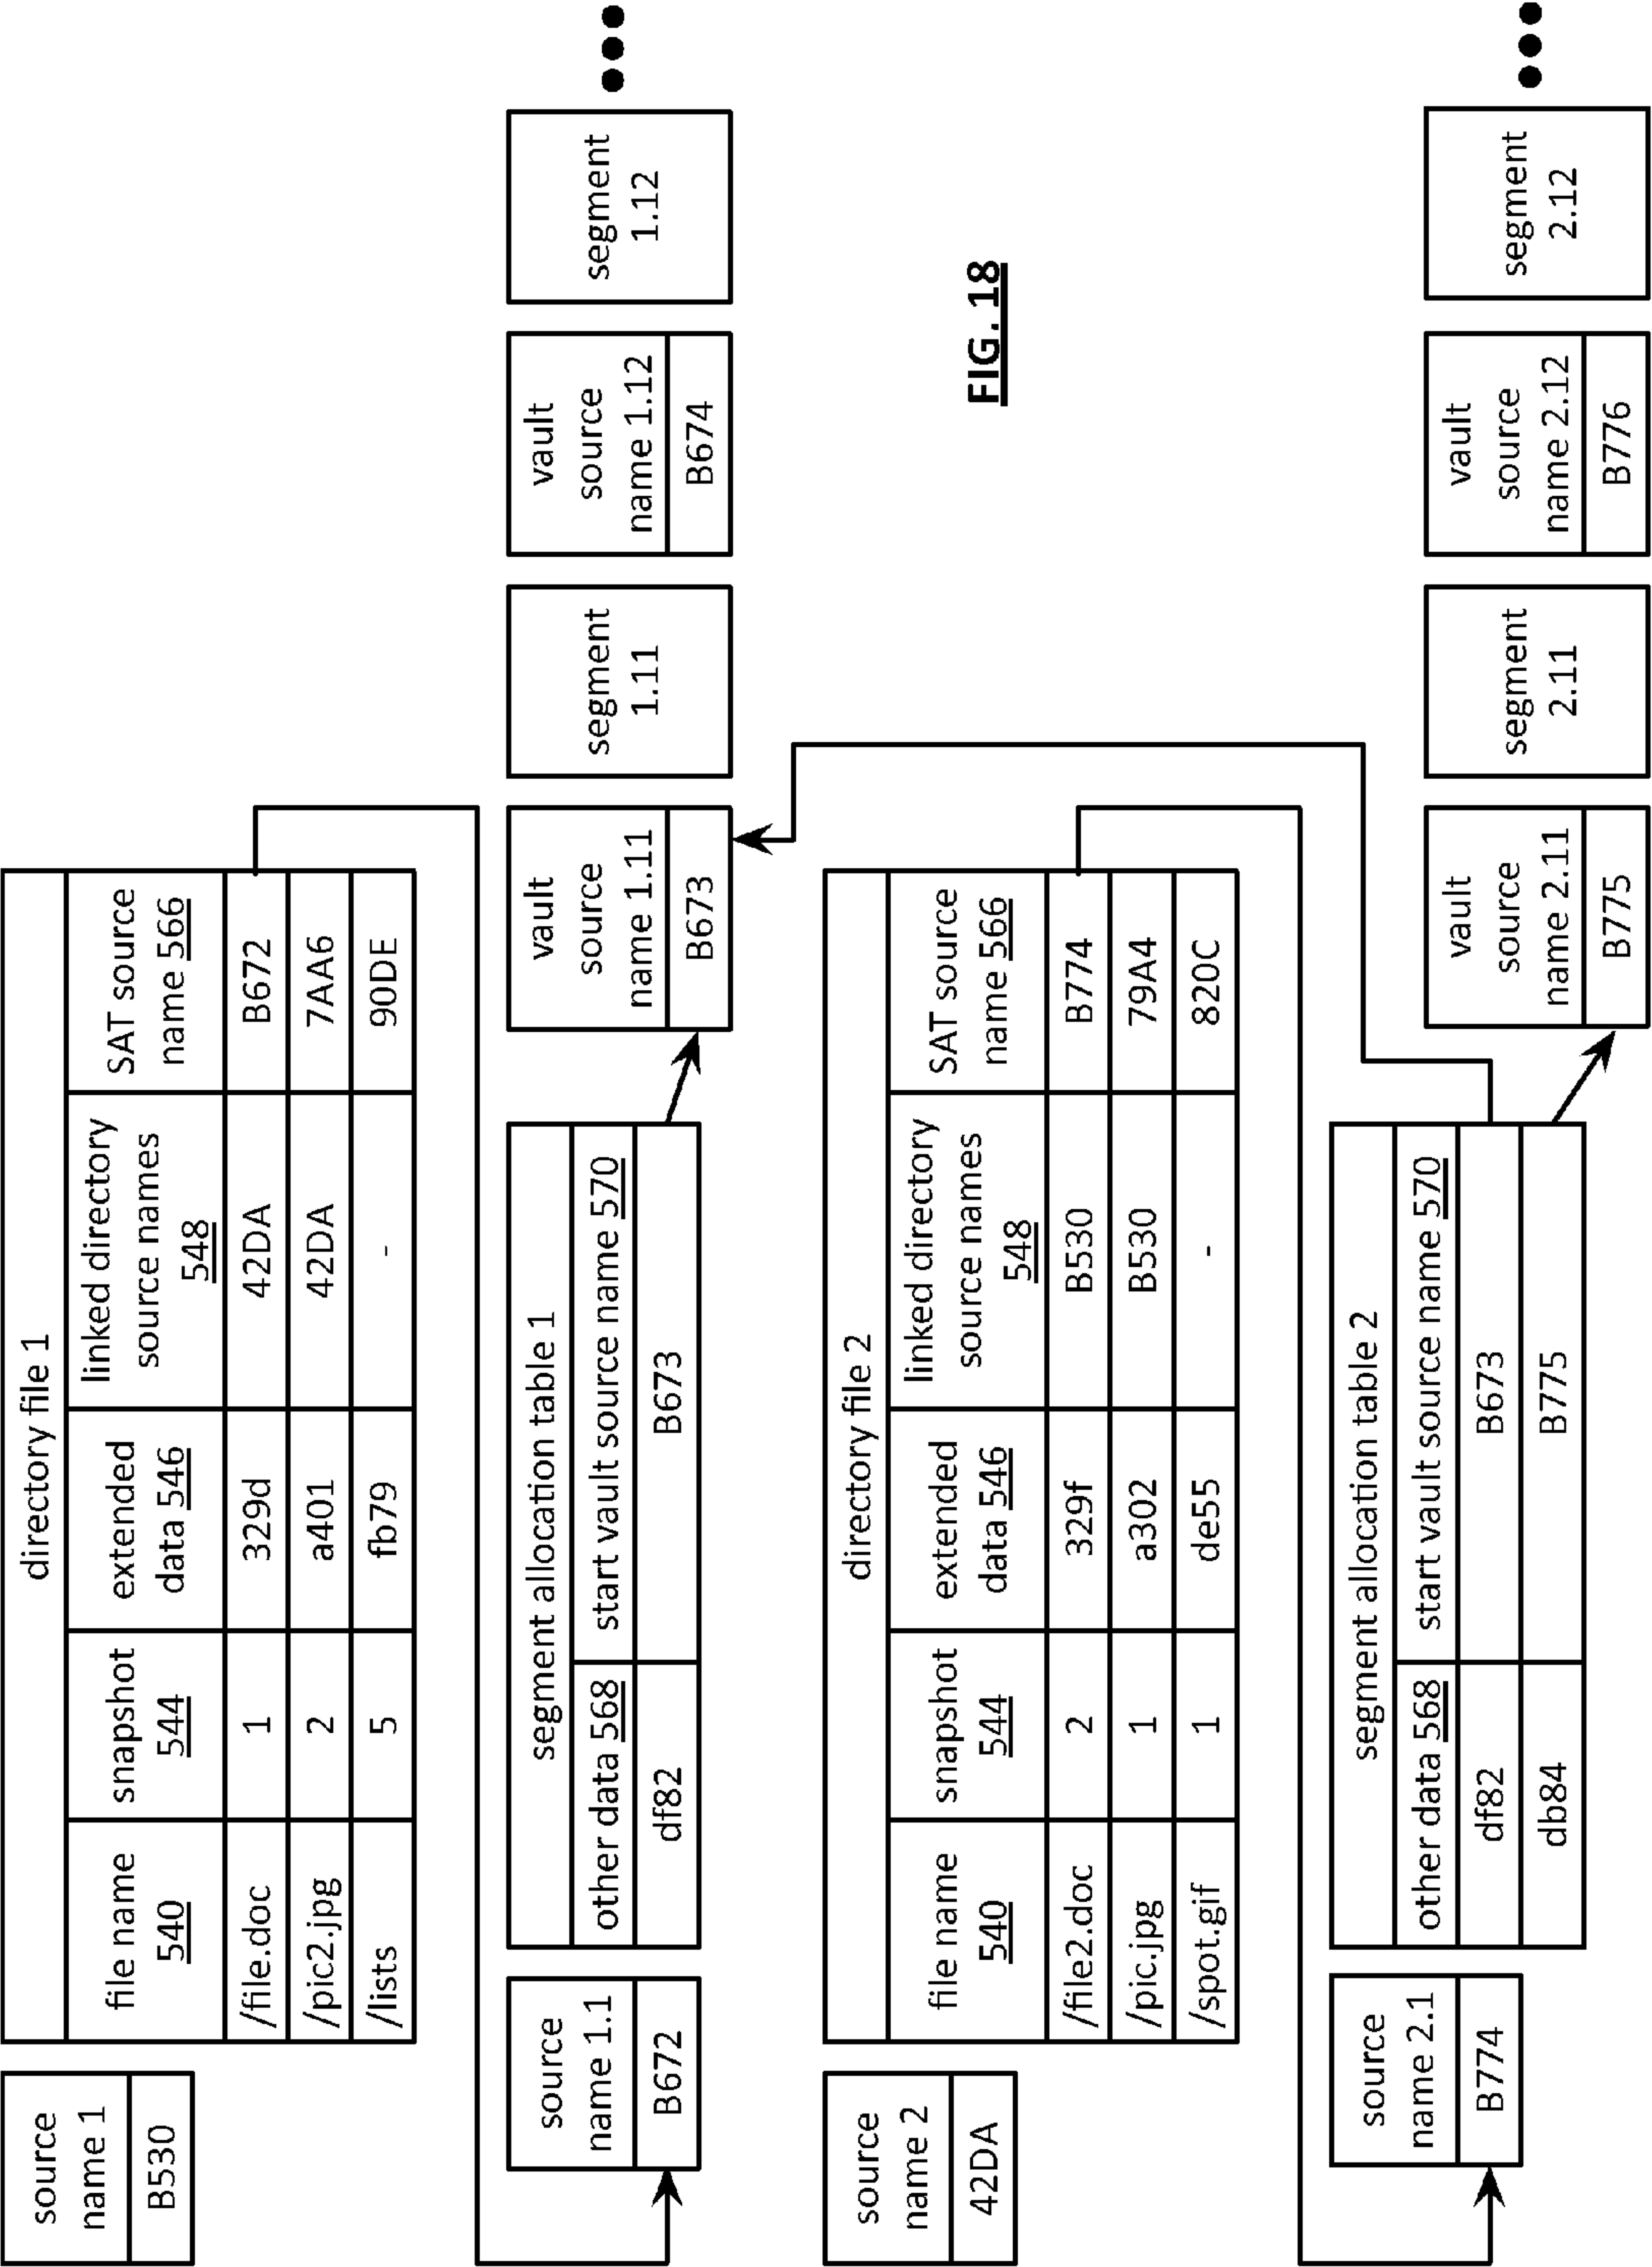 source
name 1
B530
directory file 1
file name
540
snapshot
544
extended
data 546
linked directory
source names
548
SAT source
name 566
/file.doc
1
329d
42DA
B672
/pic2.jpg
2
a401
42DA
7AA6
/lists
5
fb79
-
90DE
source
name 1.1
B672
segment allocation table 1
other data 568
start vault source name 570
df82
B673
vault
source
name 1.11
B673
segment
1.11
vault
source
name 1.12
B674
segment
1.12
source
name 2
42DA
directory file 2
file name
540
snapshot
544
extended
data 546
linked directory
source names
548
SAT source
name 566
/file2.doc
2
329f
B530
B774
/pic.jpg
1
a302
B530
79A4
/spot.gif
1
de55
-
820C
FIG. 18
source
name 2.1
B774
segment allocation table 2
other data 568
start vault source name 570
df82
B673
db84
B775
vault
source
name 2.11
B775
segment
2.11
vault
source
name 2.12
B776
segment
2.12